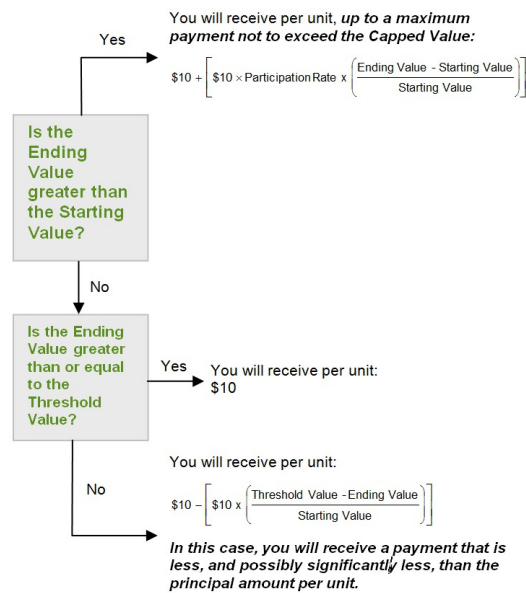 You will receive per unit, up to a maximum
payment not to exceed the Capped Value:
Yes
$10 + [ $10 × Participation Rate x ( Ending Value - Starting Value
Starting Value ) ]
Is the
Ending
Value
greater than
the Starting
Value?
No
Is the Ending
Value greater
than or equal
to the
Threshold
Value?
Yes
You will receive per unit:
$10
You will receive per unit:
No
$10 – [ $10 x ( Threshold Value - Ending Value
Starting Value ) ]
In this case, you will receive a payment that is
less, and possibly significantly less, than the
principal amount per unit.